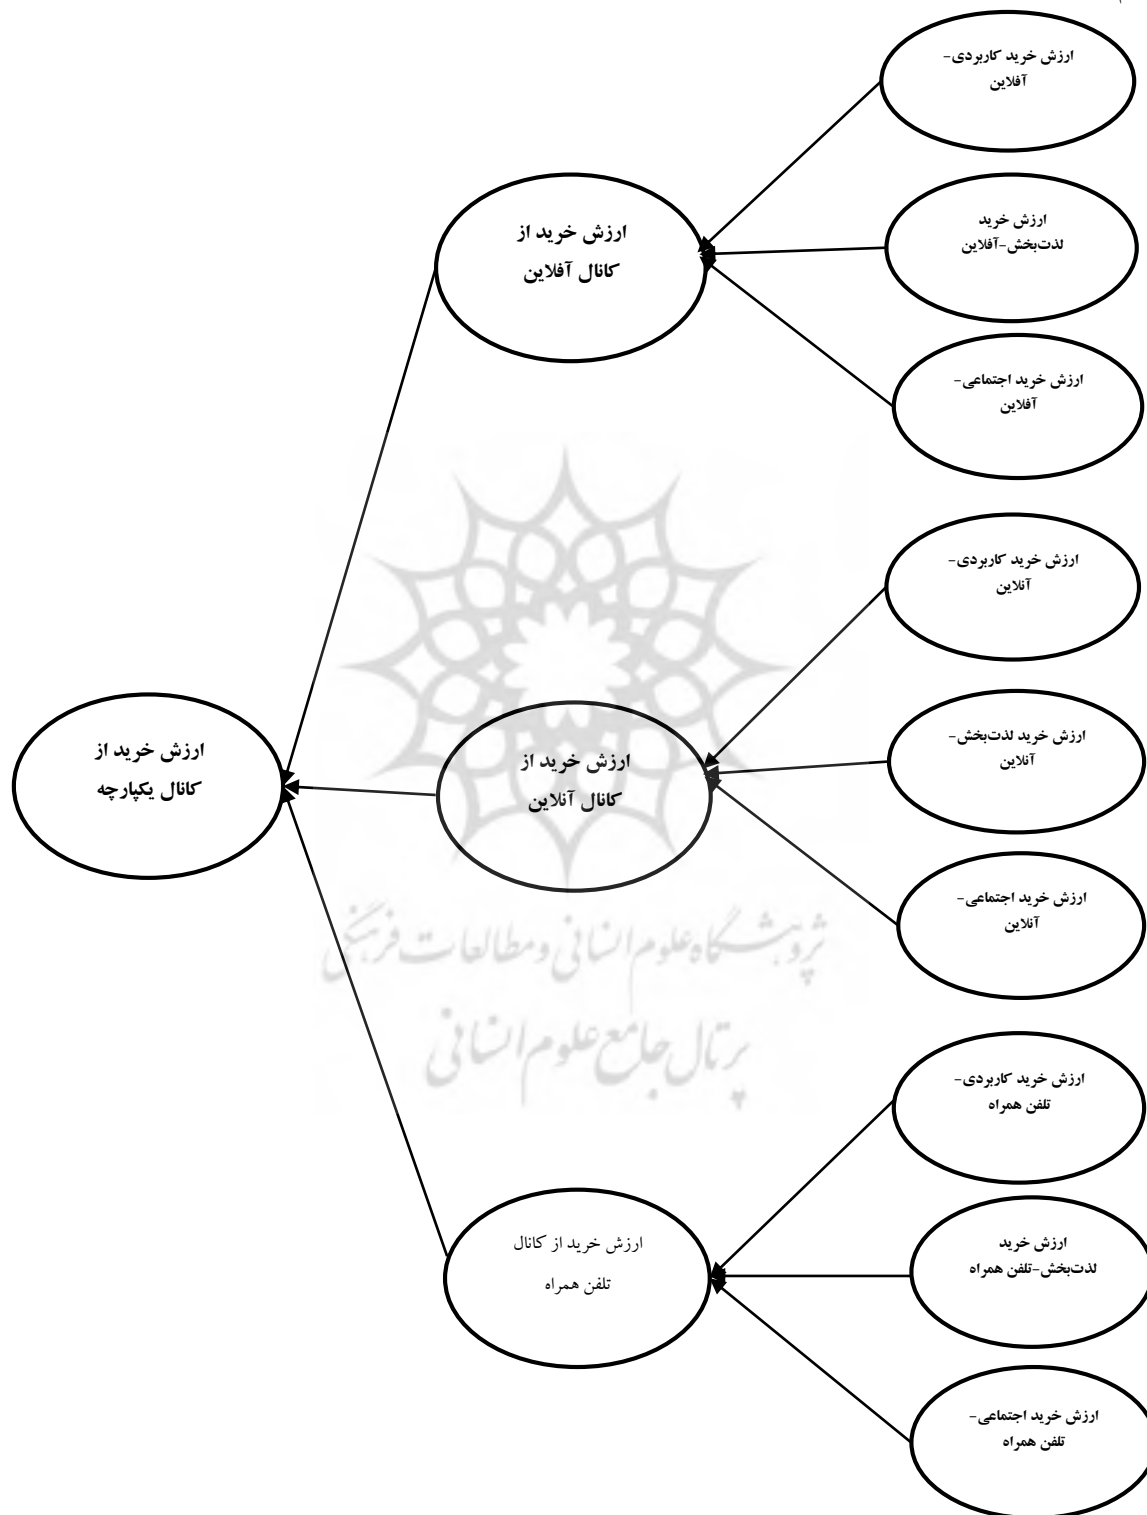 ارزش خرید کاربردی-
آفلاین
ارزش خرید
لذت‌بخش-آفلاین
ارزش خرید اجتماعی-
آفلاین
ارزش خرید از
کانال آفلاین
ارزش خرید کاربردی-
آنلاین
ارزش خرید لذت‌بخش-
آنلاین
ارزش خرید اجتماعی-
آنلاین
ارزش خرید از
کانال آنلاین
ارزش خرید از
کانال یکپارچه
پژوهشگاه علوم انسانی و مطالعات فرهنگی
پرتال جامع علوم انسانی
ارزش خرید کاربردی-
تلفن همراه
ارزش خرید
لذت‌بخش-تلفن همراه
ارزش خرید اجتماعی-
تلفن همراه
ارزش خرید از کانال
تلفن همراه